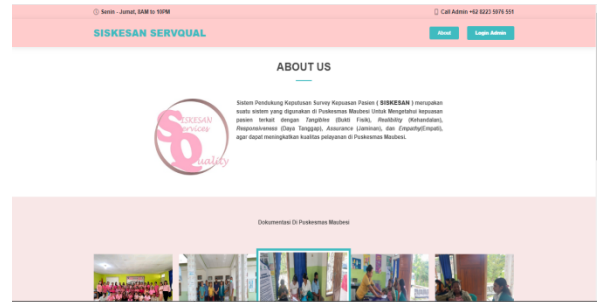 Senin - Jumat, 8AM to 10PM
Call Admin +62 8223 5976 551
SISKESAN SERVQUAL
About
Login Admin
ABOUT US
SISKESAN
Services
Quality
Sistem Pendukung Keputusan Survey Kepuasan Pasien ( SISKESAN ) merupakan
suatu sistem yang digunakan di Puskesmas Maubesi Untuk Mengetahui kepuasan
pasien terkait dengan Tangibles (Bukti Fisik), Realibility (Kehandalan),
Responsiveness (Daya Tanggap), Assurance (Jaminan), dan Emphaty(Empati),
agar dapat meningkatkan kualitas pelayanan di Puskesmas Maubesi.
Dokumentasi Di Puskesmas Maubesi